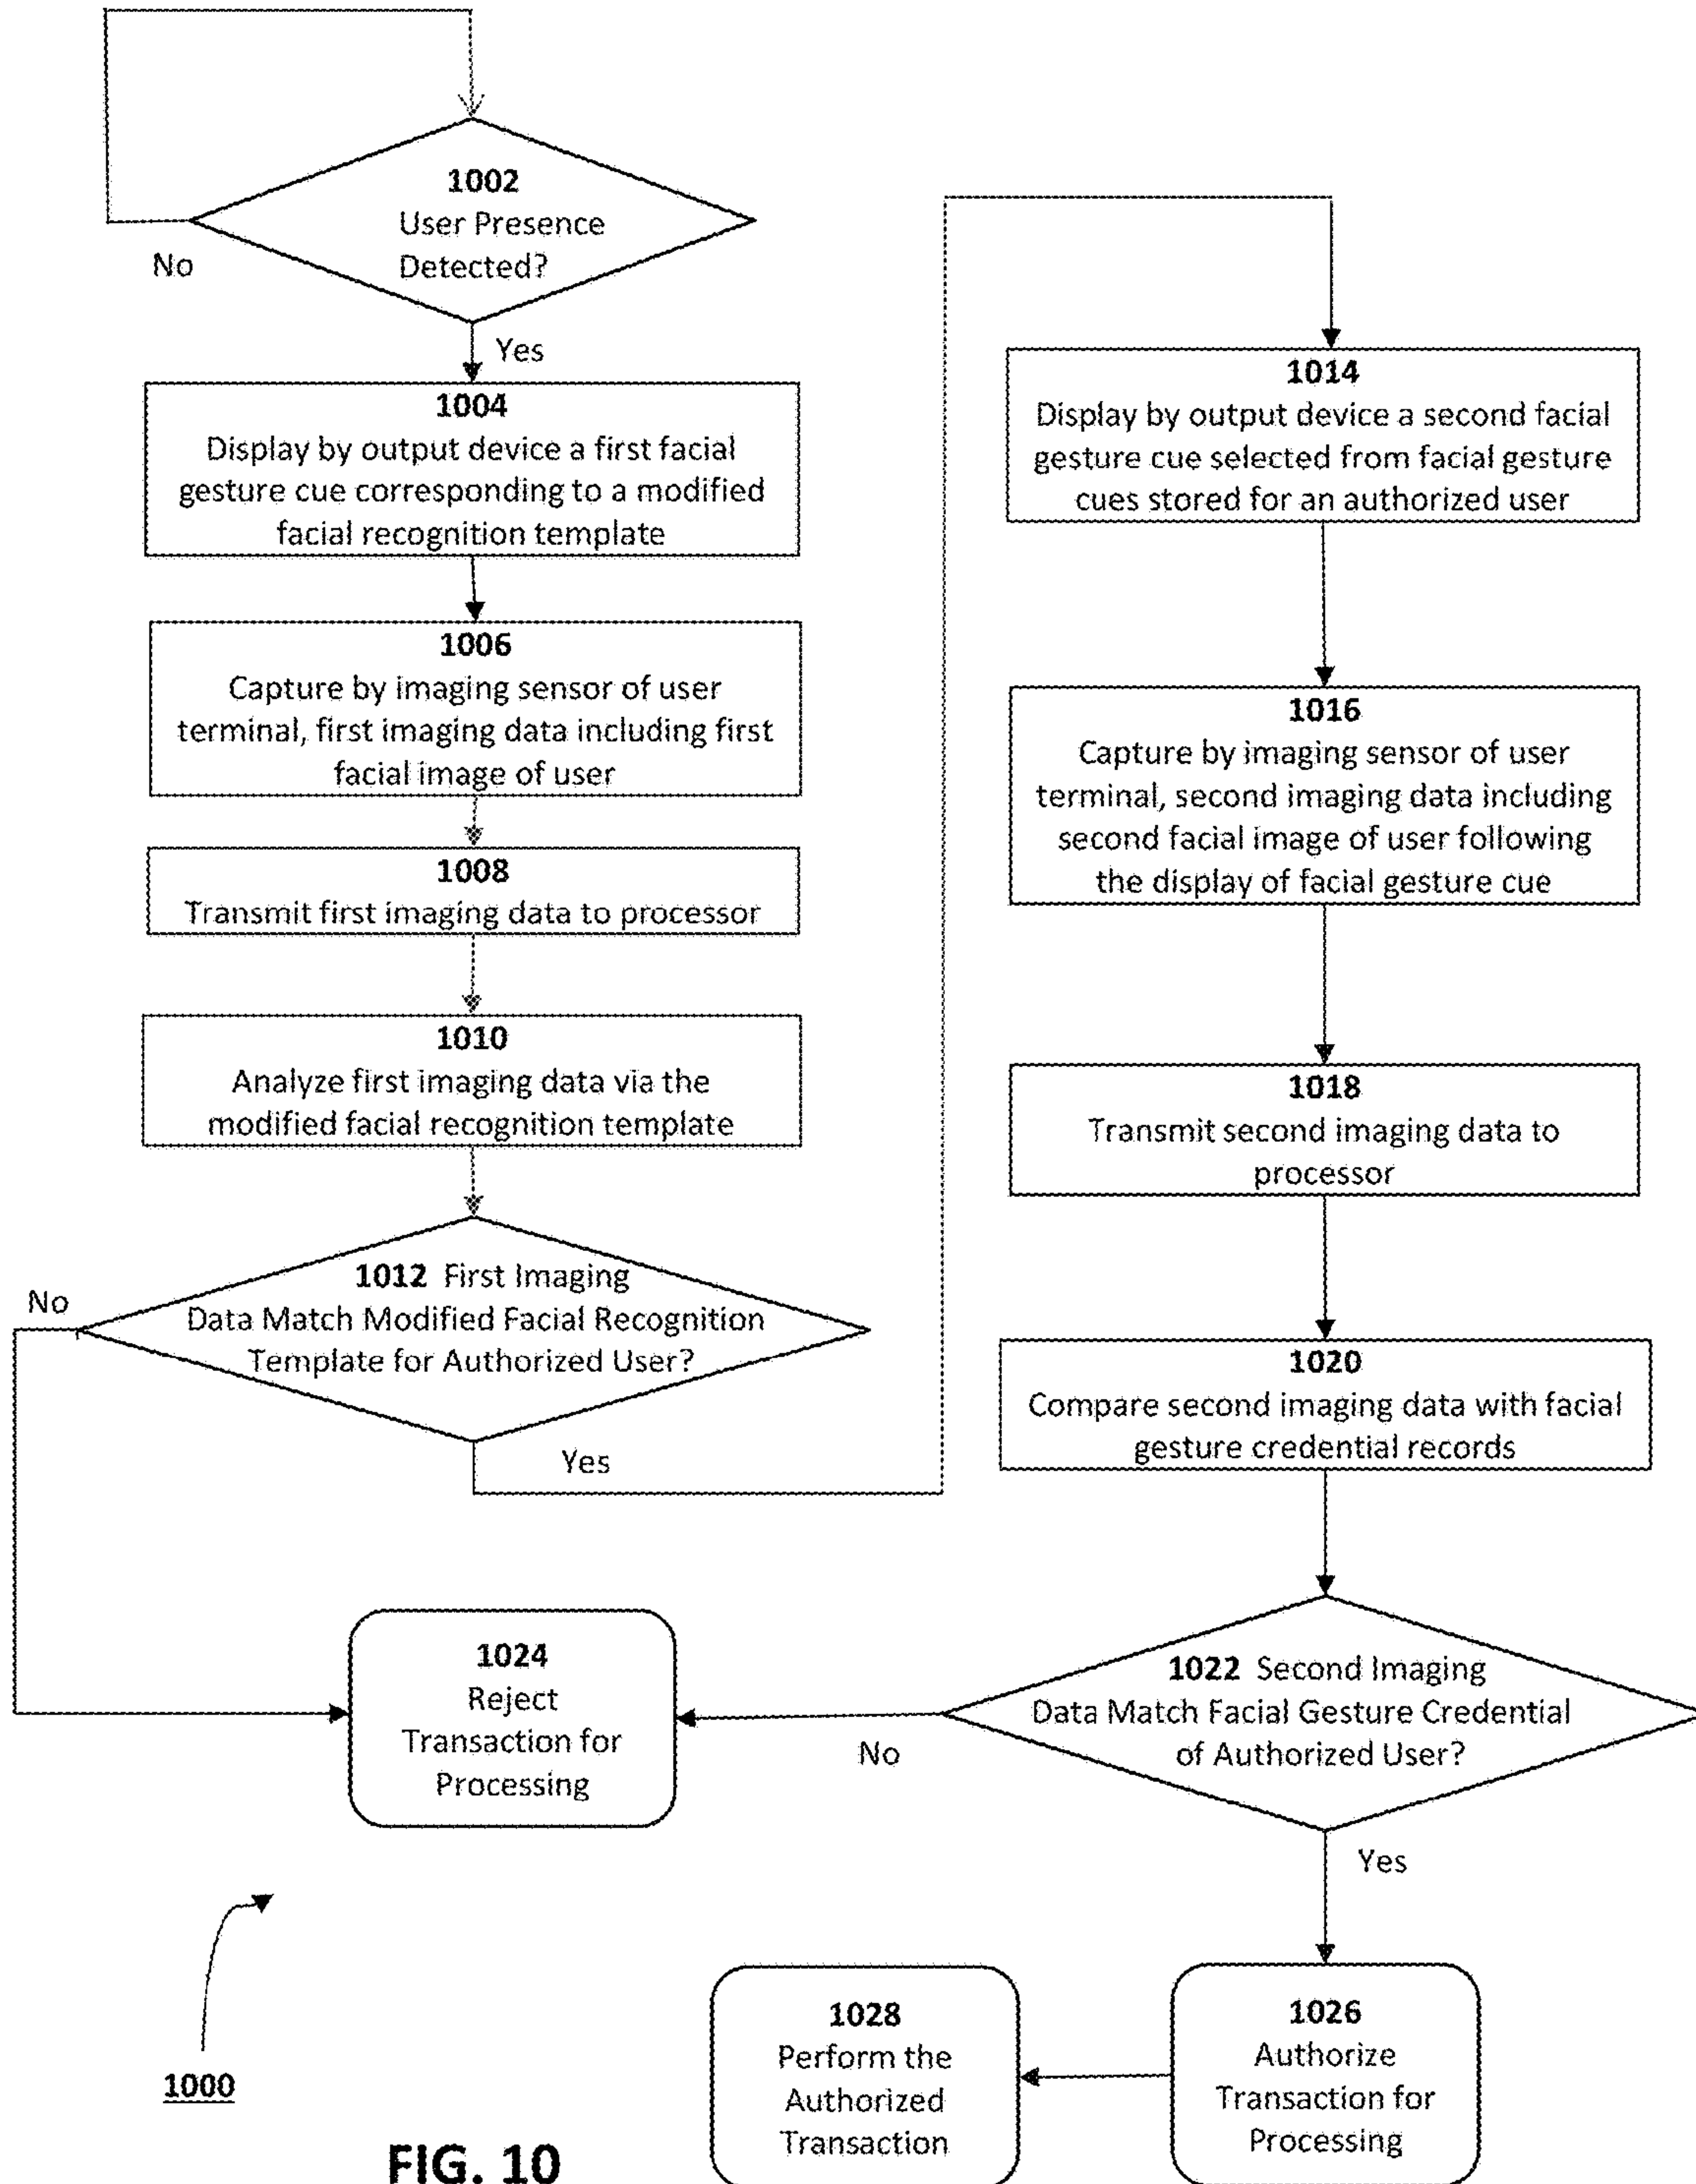 1002
User Presence
Detected?
No
Yes
1004
Display by output device a first facial
gesture cue corresponding to a modified
facial recognition template
1006
Capture by imaging sensor of user
terminal, first imaging data including first
facial image of user
1008
Transmit first imaging data to processor
1010
Analyze first imaging data via the
modified facial recognition template
1012 First Imaging
Data Match Modified Facial Recognition
Template for Authorized User?
No
Yes
1014
Display by output device a second facial
gesture cue selected from facial gesture
cues stored for an authorized user
1016
Capture by imaging sensor of user
terminal, second imaging data including
second facial image of user following
the display of facial gesture cue
1018
Transmit second imaging data to
processor
1020
Compare second imaging data with facial
gesture credential records
1022 Second Imaging
Data Match Facial Gesture Credential
of Authorized User?
No
Yes
1024
Reject
Transaction for
Processing
1026
Authorize
Transaction for
Processing
1028
Perform the
Authorized
Transaction
1000
FIG. 10